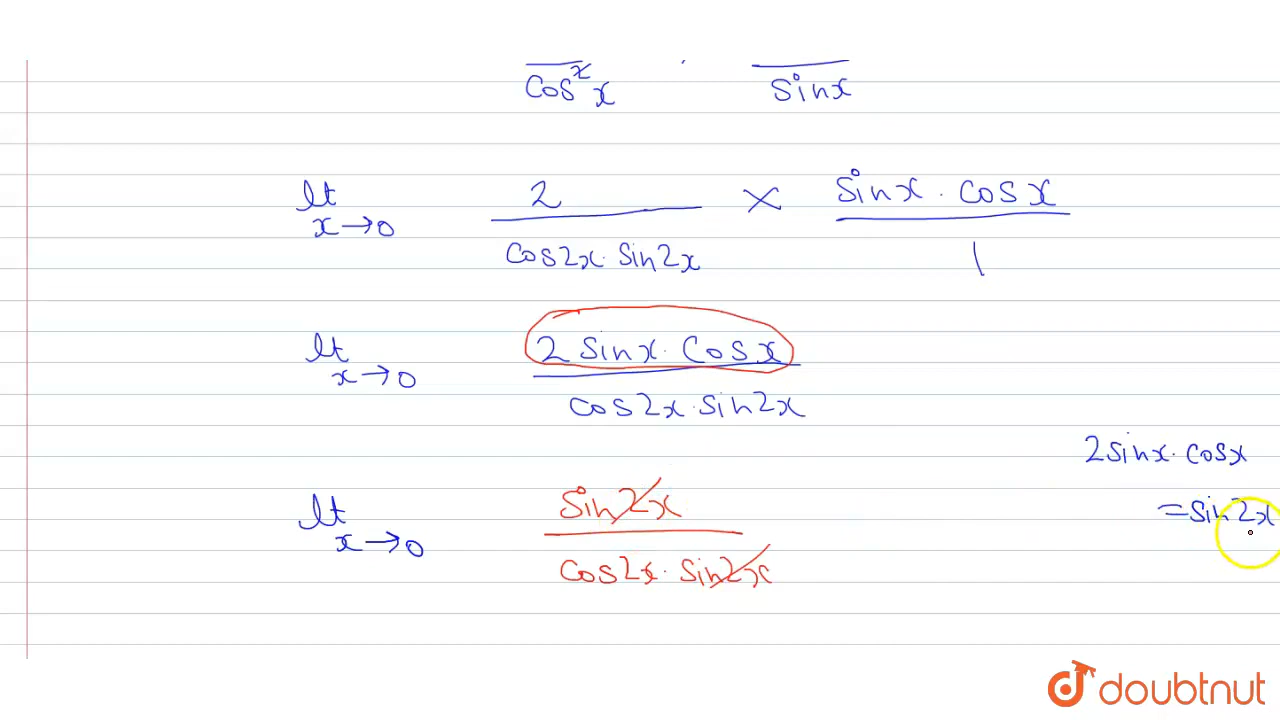 cos²x sinx
lt 2 × sinx · cosx
x→0 cos2x · sin2x 1
lt 2 sinx · cosx
x→0 cos2x · sin2x
2sinx · cosx
= sin2x
lt sin2x
x→0 cos2x · sin2x
doubtnut